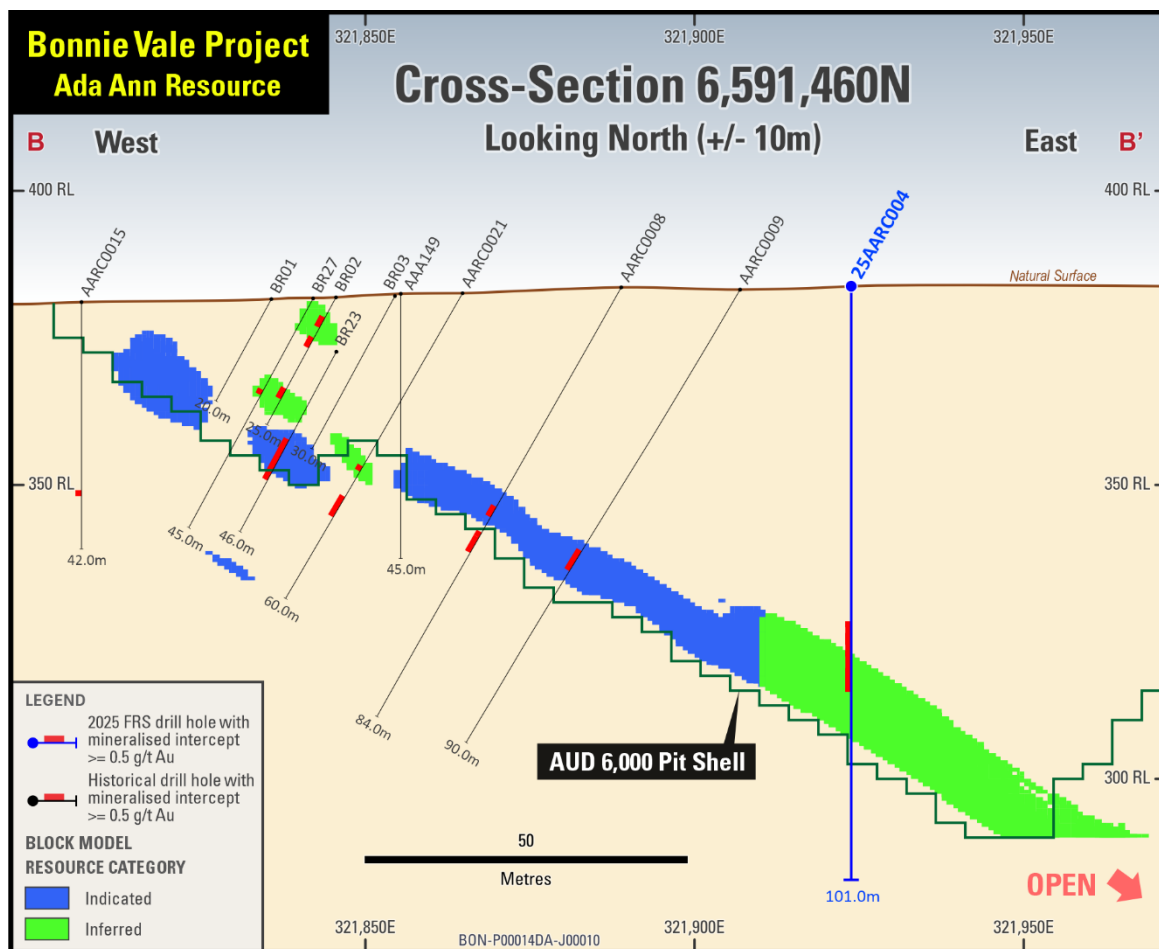 Bonnie Vale Project
Ada Ann Resource
321,850E
321,900E
321,950E
Cross-Section 6,591,460N
Looking North (+/- 10m)
B
West
East
B’
400 RL
400 RL
AARC0015
BR01
BR27
BR02
BR23
BR03
AAA149
AARC0021
AARC0008
AARC0009
25AARC004
Natural Surface
20.0m
25.0m
30.0m
350 RL
350 RL
42.0m
45.0m
46.0m
60.0m
45.0m
84.0m
90.0m
300 RL
AUD 6,000 Pit Shell
LEGEND
2025 FRS drill hole with
mineralised intercept
>= 0.5 g/t Au
Historical drill hole with
mineralised intercept
>= 0.5 g/t Au
BLOCK MODEL
RESOURCE CATEGORY
Indicated
Inferred
50
Metres
101.0m
OPEN
321,850E
BON-P00014DA-J00010
321,900E
321,950E